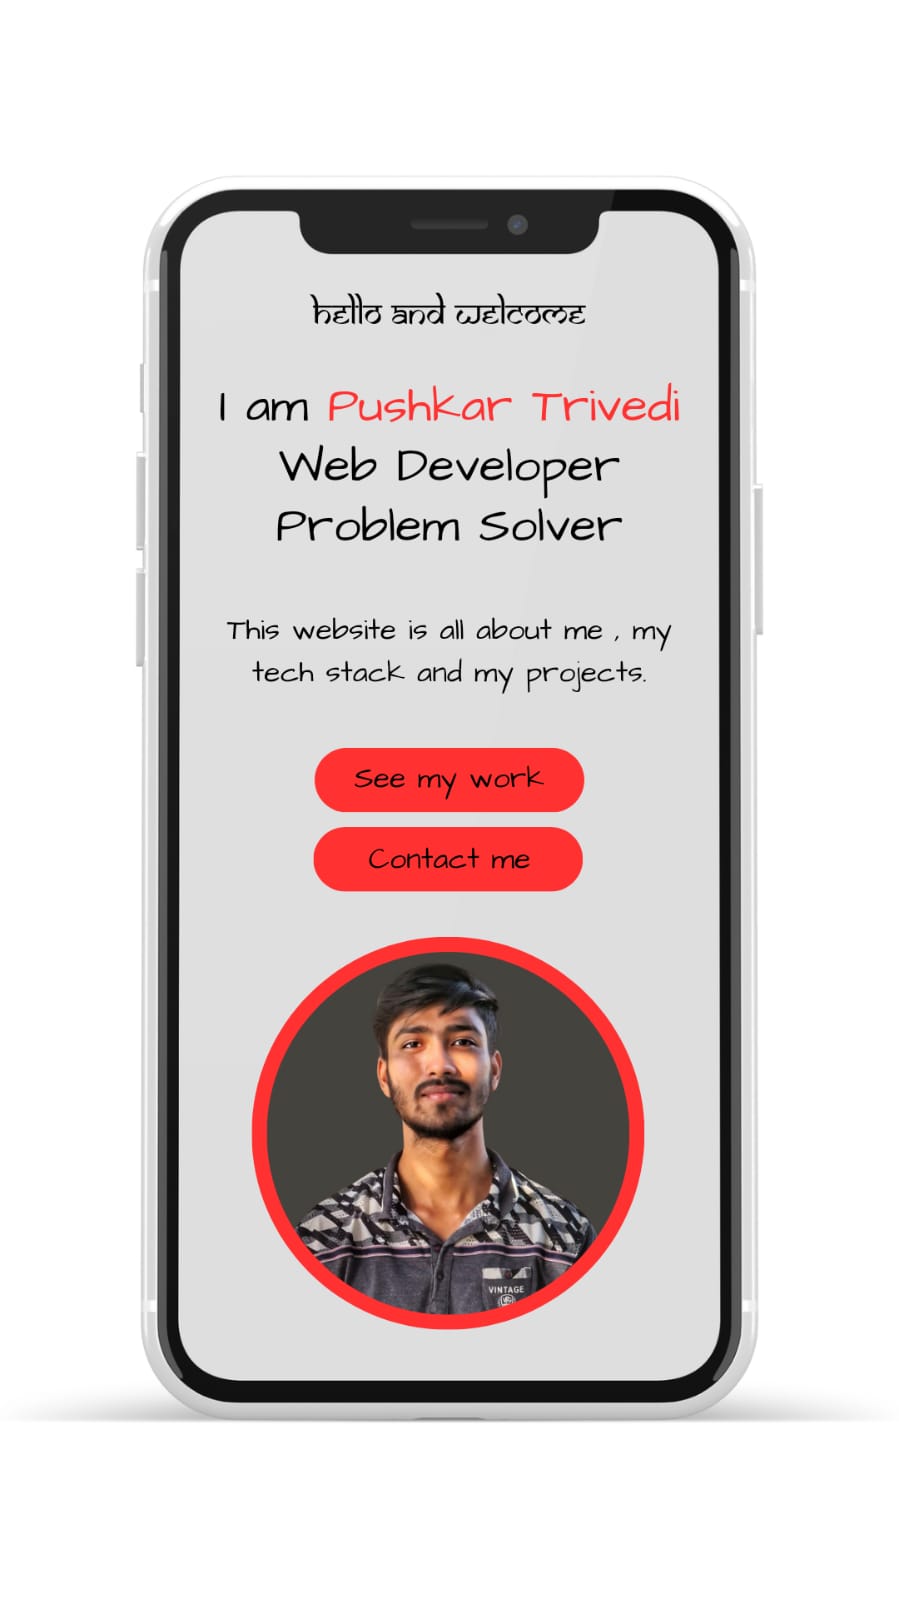 Hello and welcome
I am Pushkar Trivedi
Web Developer
Problem Solver
This website is all about me , my
tech stack and my projects.
See my work
Contact me
VINTAGE